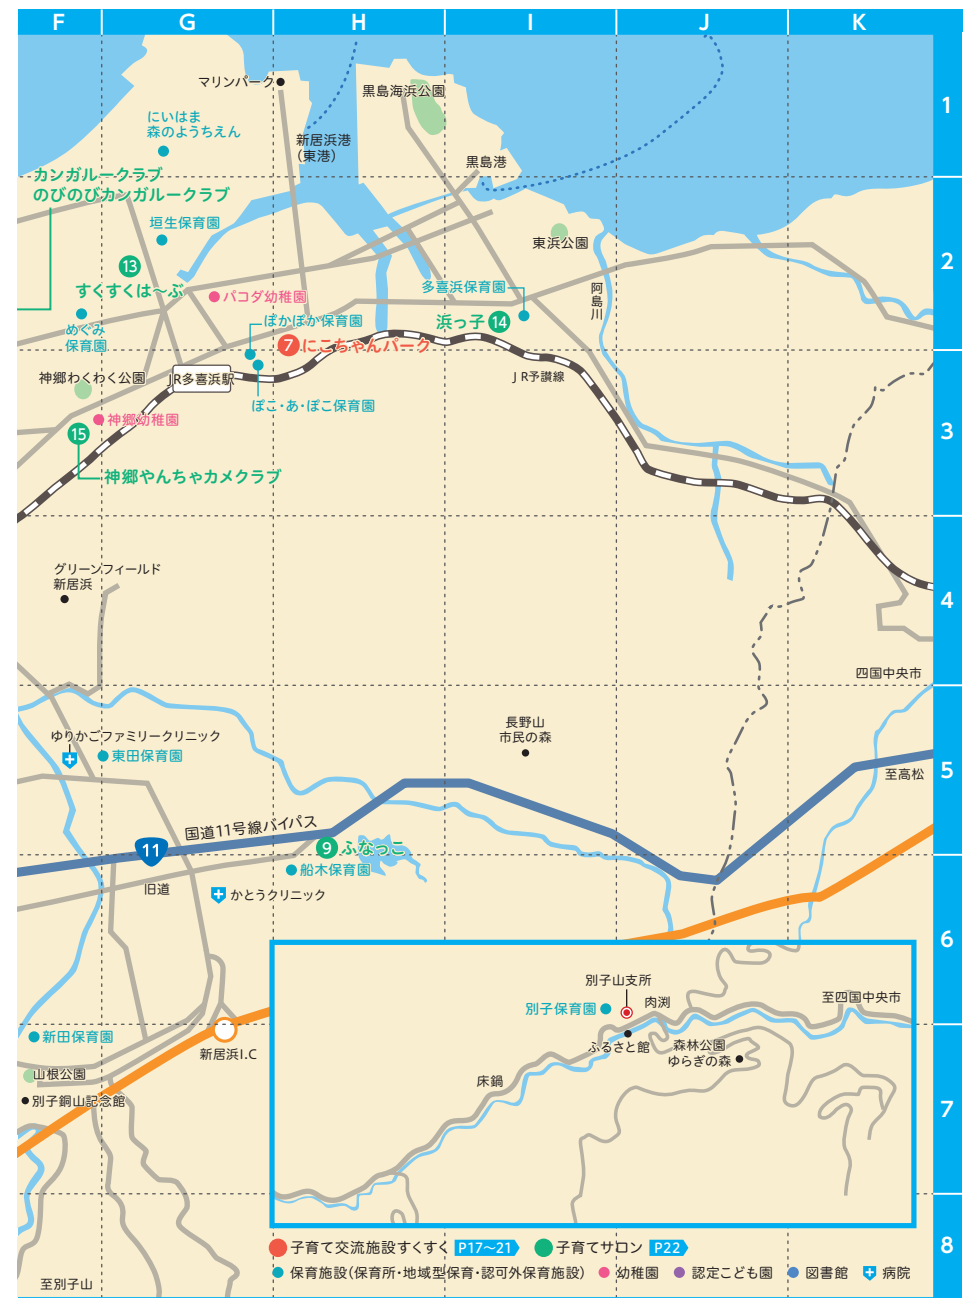 F G H I J K
1
2
3
4
5
6
7
8
マリンパーク
黒島海浜公園
にいはま
森のようちえん
新居浜港
(東港)
黒島港
カンガルークラブ
のびのびカンガルークラブ
垣生保育園
東浜公園
13
すくすくは〜ぶ
パコダ幼稚園
多喜浜保育園
阿島川
めぐみ
保育園
ぽかぽか保育園
浜っ子 14
7 にこちゃんパーク
神郷わくわく公園
JR多喜浜駅
JR予讃線
ぽこ・あ・ぽこ保育園
神郷幼稚園
15
神郷やんちゃカメクラブ
グリーンフィールド
新居浜
四国中央市
長野山
市民の森
ゆりかごファミリークリニック
東田保育園
至高松
国道11号線バイパス
11
9 ふなっこ
船木保育園
旧道
かとうクリニック
別子山支所
別子保育園
肉渕
至四国中央市
新田保育園
新居浜I.C
ふるさと館
森林公園
ゆらぎの森
山根公園
床鍋
別子銅山記念館
至別子山
子育て交流施設すくすく P17〜21 子育てサロン P22
保育施設(保育所・地域型保育・認可外保育施設) 幼稚園 認定こども園 図書館 病院